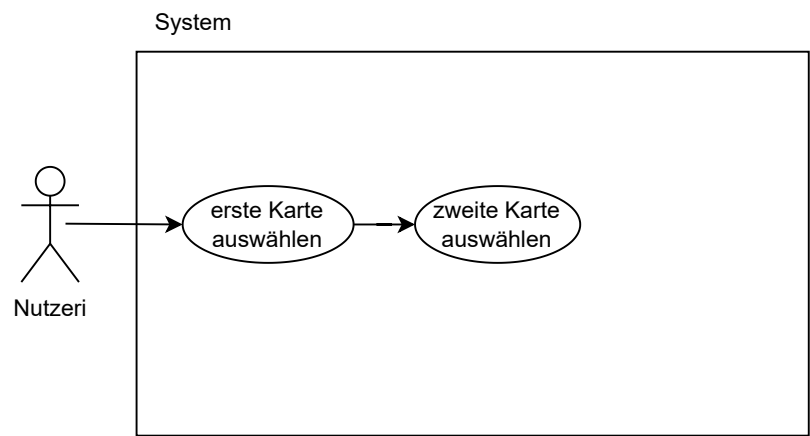 System
erste Karte
auswählen
zweite Karte
auswählen
Nutzeri